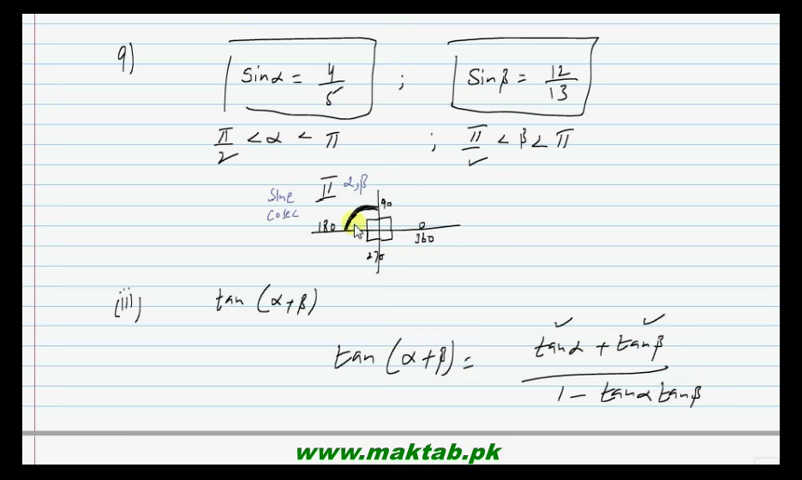 9) Sinα = 4/5 ; Sinβ = 12/13
π/2 < α < π ; π/2 < β < π
Sine II α,β
Cosec 90
180 0
360
270
(iii) tan (α+β)
tan (α+β) = (tanα + tanβ) / (1 - tanα tanβ)
www.maktab.pk